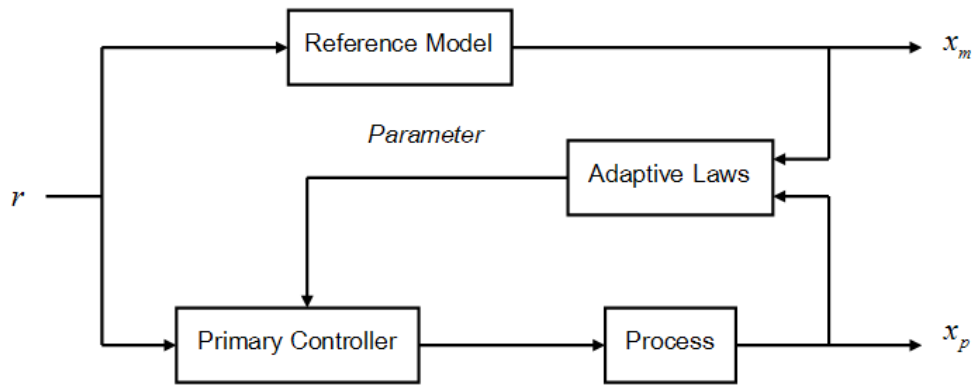 Reference Model
x_m
Parameter
Adaptive Laws
r
Primary Controller
Process
x_p